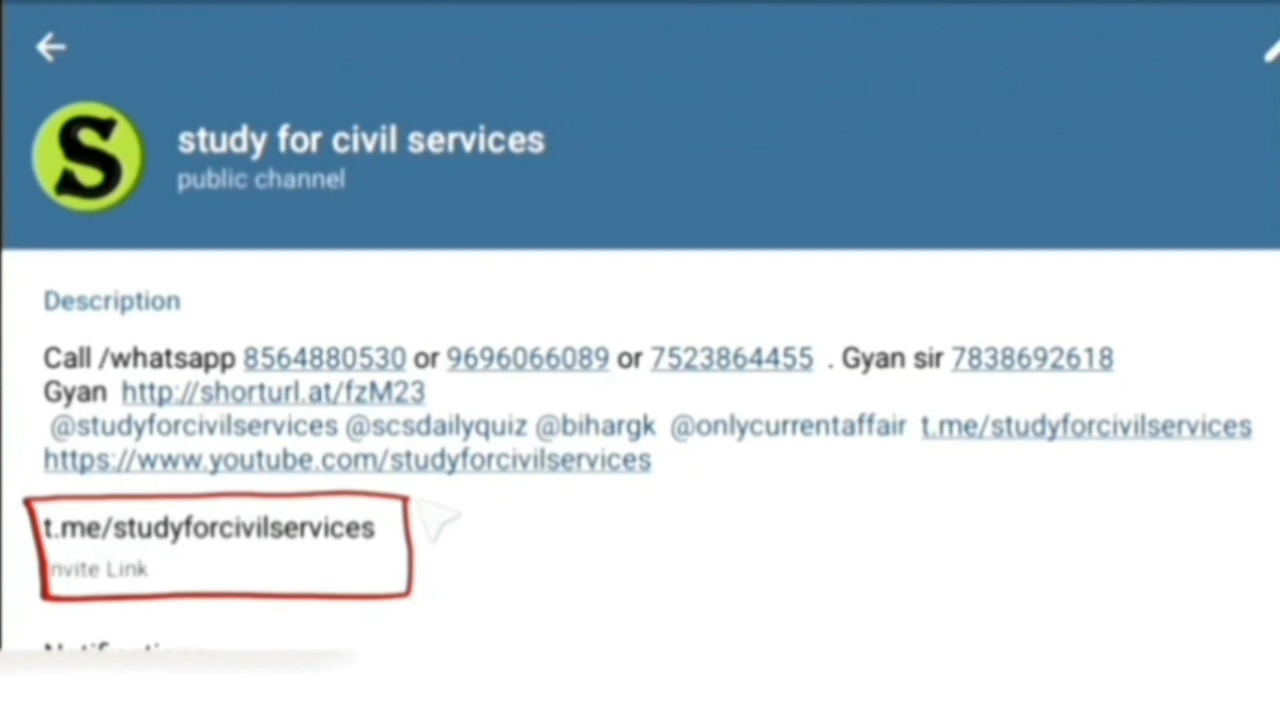 S
study for civil services
public channel
Description
Call /whatsapp 8564880530 or 9696066089 or 7523864455 . Gyan sir 7838692618
Gyan http://shorturl.at/fzM23
@studyforcivilservices @scsdailyquiz @bihargk @onlycurrentaffair t.me/studyforcivilservices
https://www.youtube.com/studyforcivilservices
t.me/studyforcivilservices
Invite Link